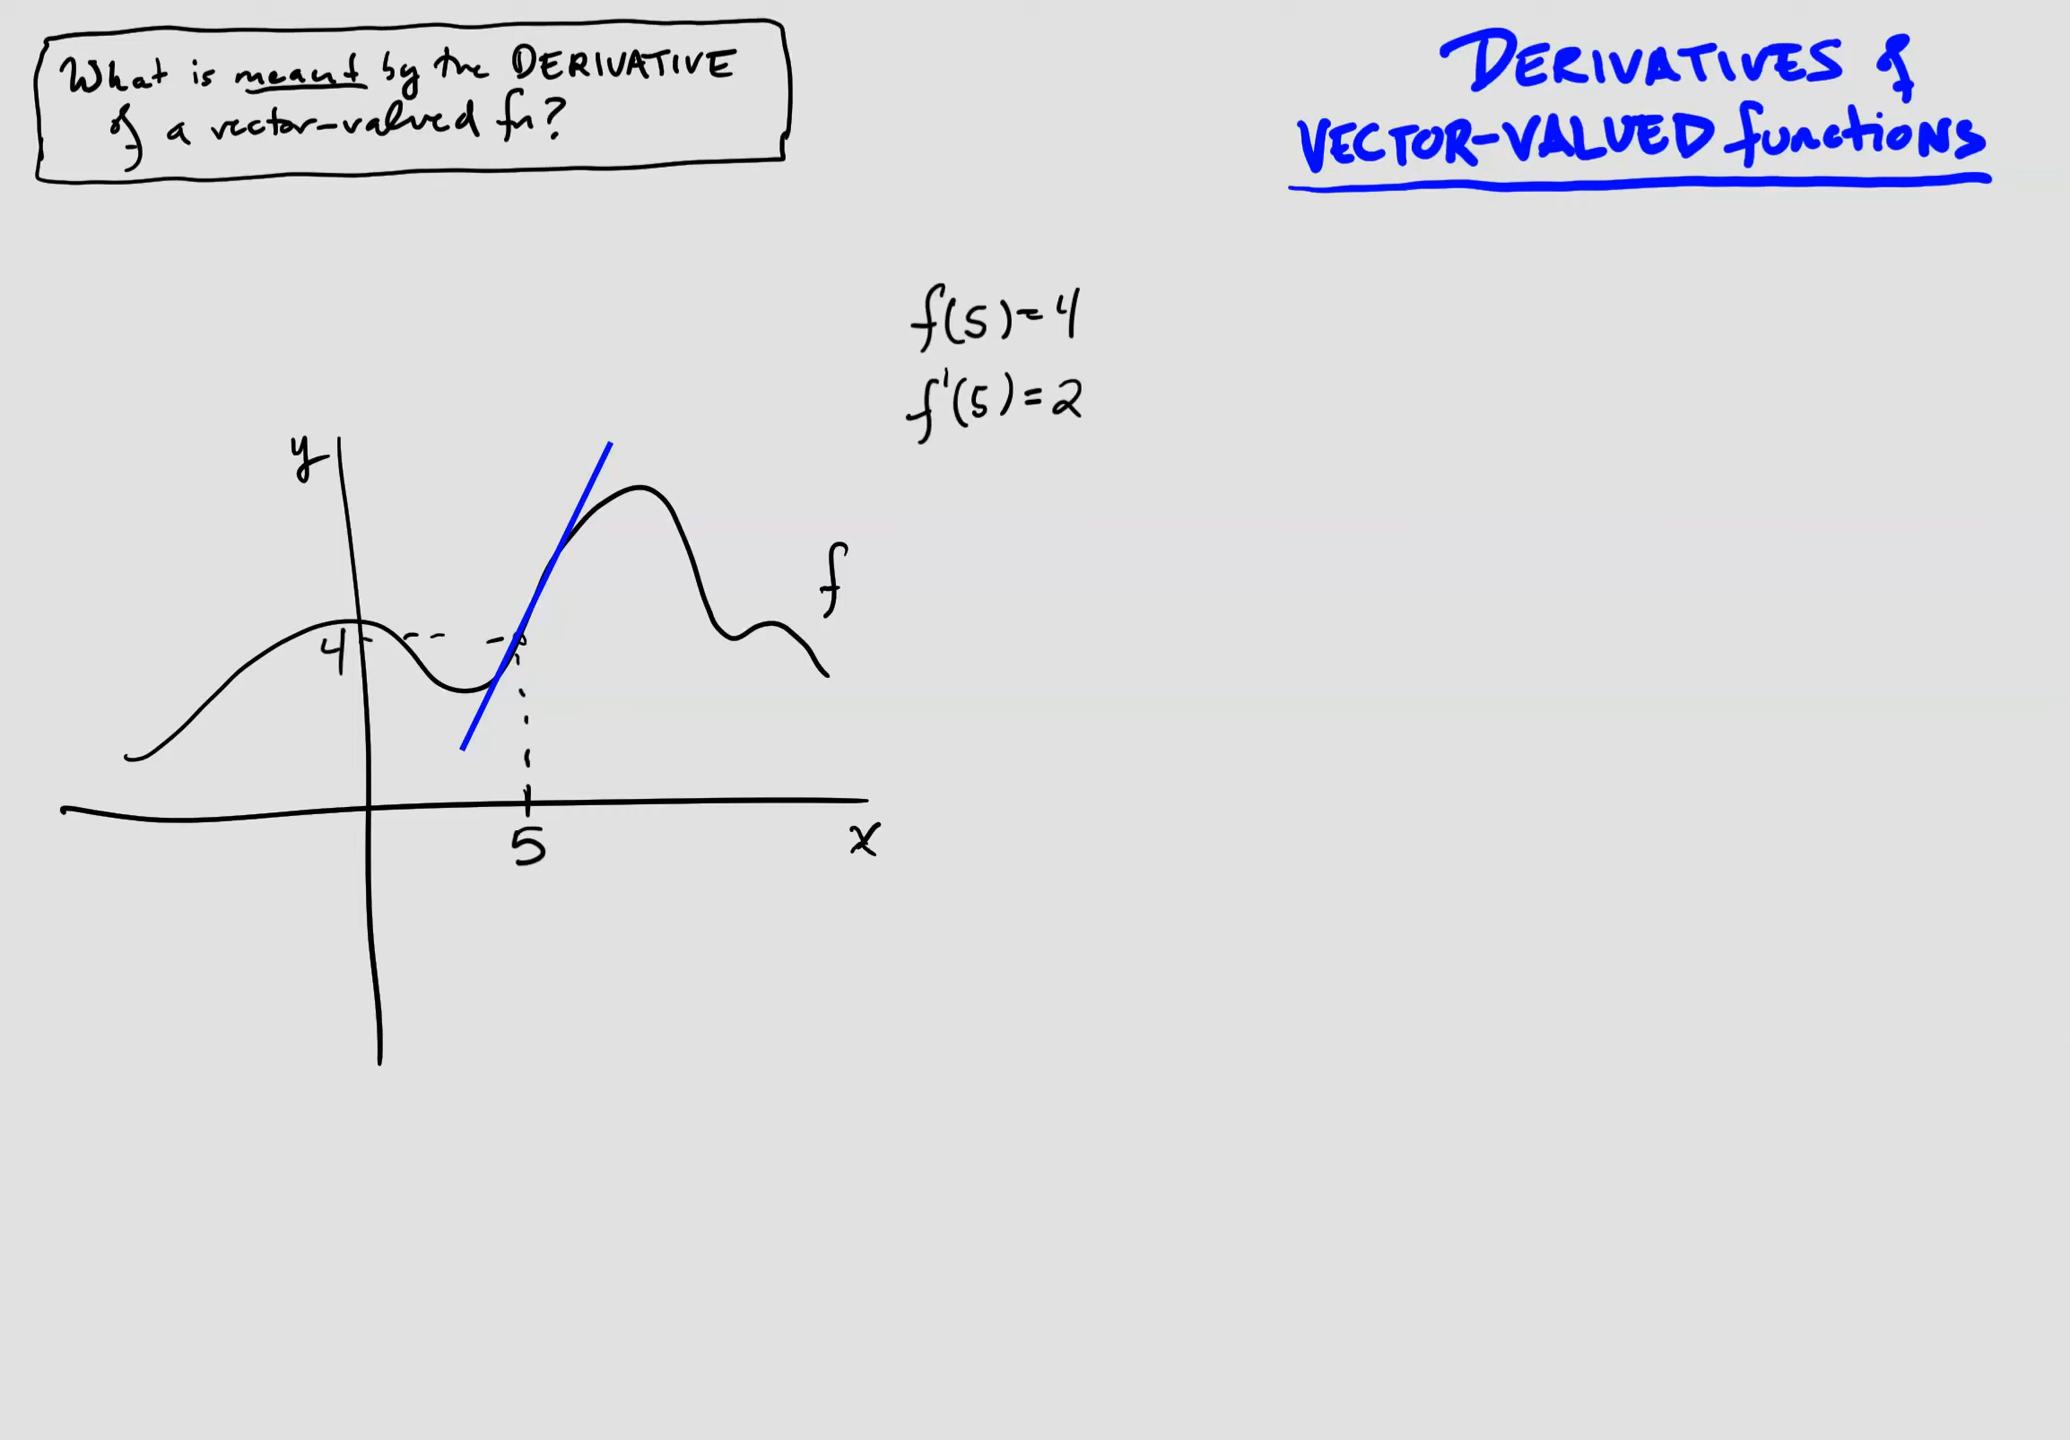 What is meant by the DERIVATIVE
of a vector-valued fn?
DERIVATIVES of
VECTOR-VALUED functions
f(5)=4
f'(5)=2
y
f
4
5
x